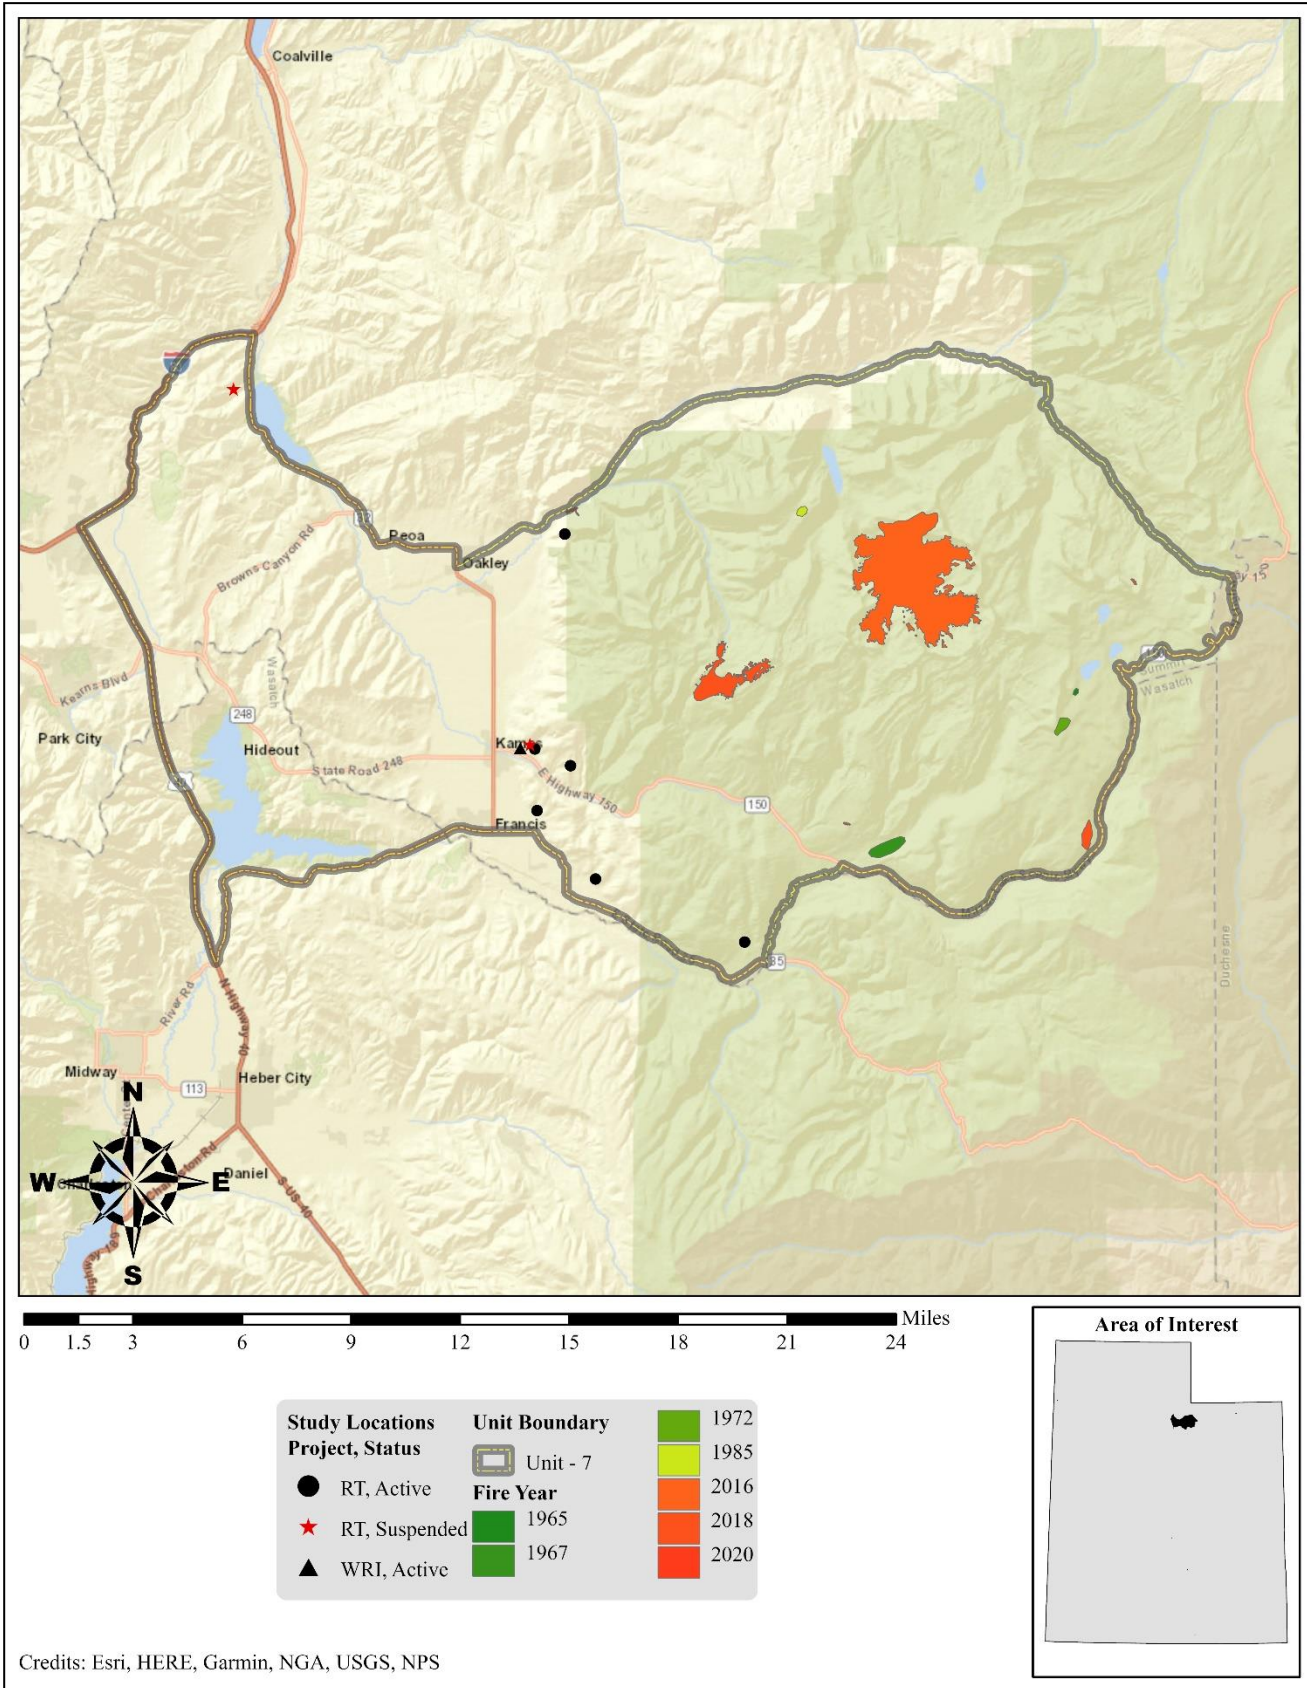 Coalville
Peoa
Oakley
Browns Canyon Rd
Wasatch
Kearns Blvd
248
Park City
Hideout
State Road 248
Kamas
E Highway 150
150
Francis
Summit
Wasatch
Duchesne
35
River Rd
N Highway 40
Midway
Heber City
113
Daniel
Charleston Rd
S US-40
Highway 189
N
W
E
S
0 1.5 3 6 9 12 15 18 21 24 Miles
Area of Interest
Study Locations
Project, Status
RT, Active
RT, Suspended
WRI, Active
Unit Boundary
Unit - 7
Fire Year
1965
1967
1972
1985
2016
2018
2020
Credits: Esri, HERE, Garmin, NGA, USGS, NPS